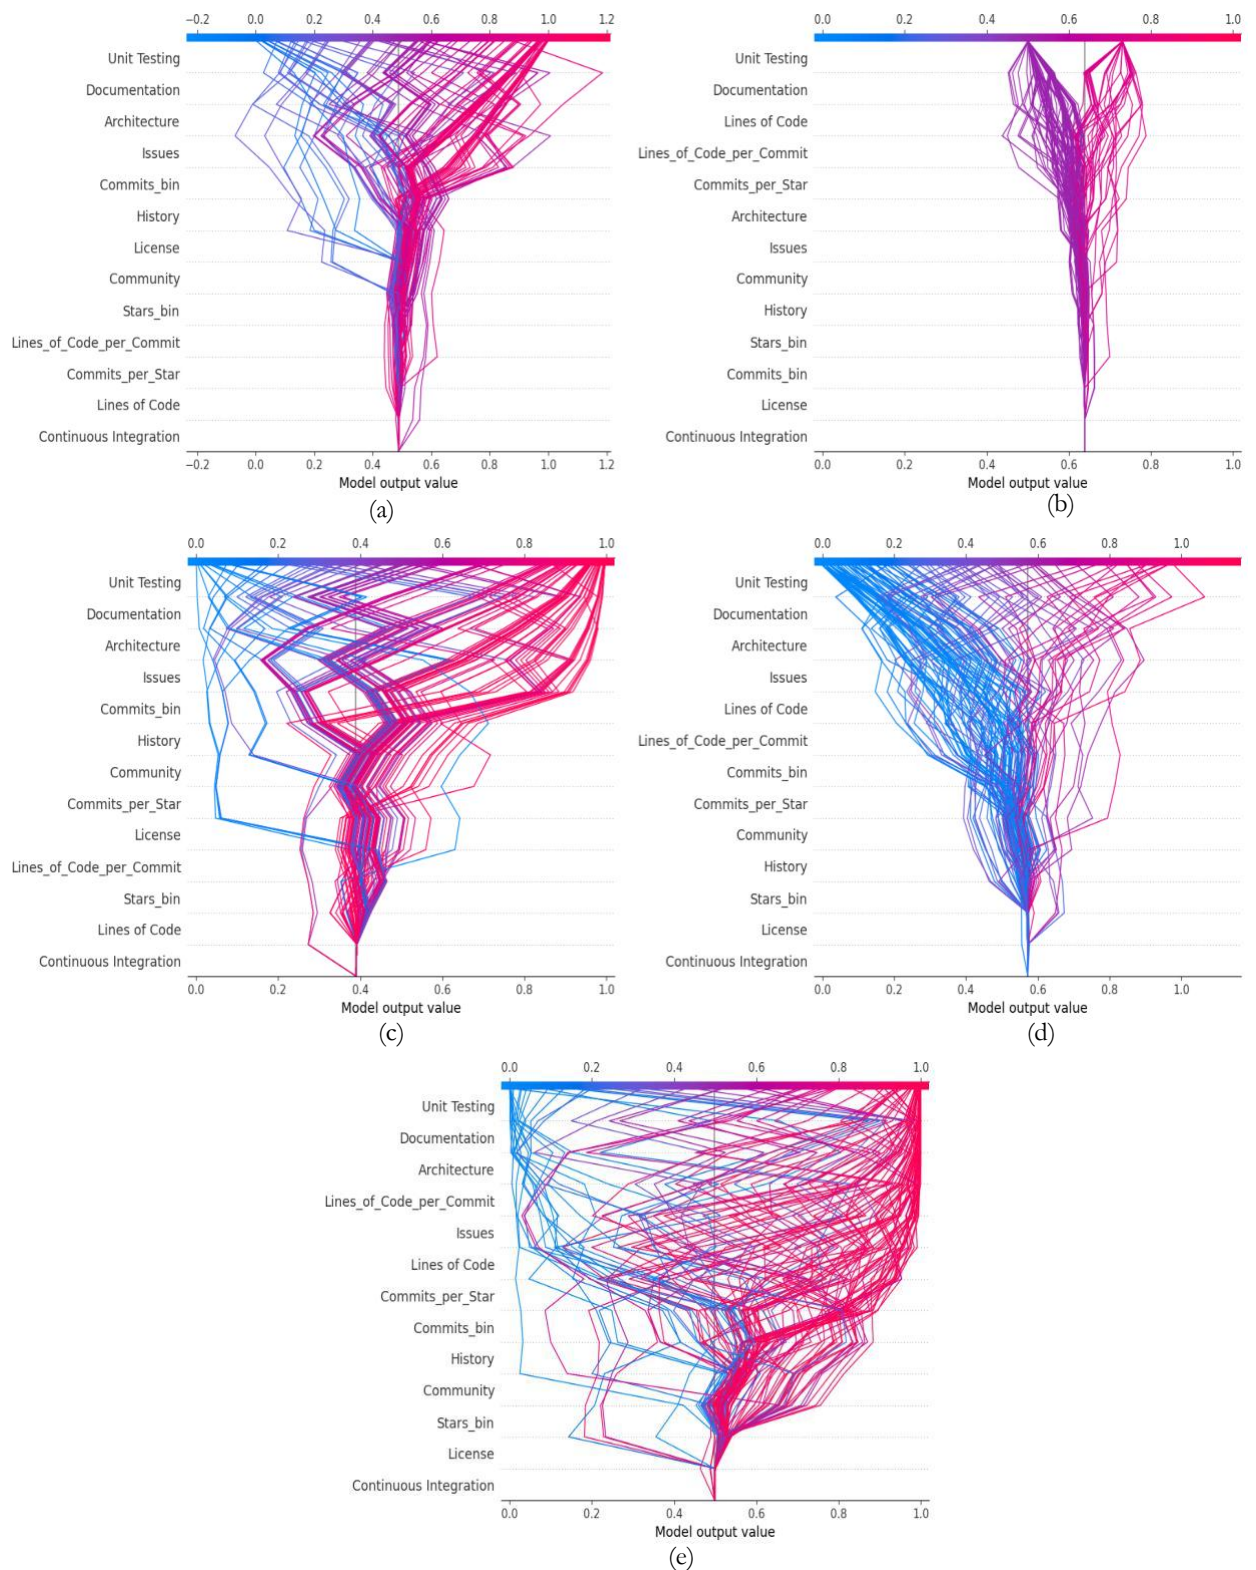 −0.2 0.0 0.2 0.4 0.6 0.8 1.0 1.2
Unit Testing
Documentation
Architecture
Issues
Commits_bin
History
License
Community
Stars_bin
Lines_of_Code_per_Commit
Commits_per_Star
Lines of Code
Continuous Integration
−0.2 0.0 0.2 0.4 0.6 0.8 1.0 1.2
Model output value
(a)
0.0 0.2 0.4 0.6 0.8 1.0
Unit Testing
Documentation
Lines of Code
Lines_of_Code_per_Commit
Commits_per_Star
Architecture
Issues
Community
History
Stars_bin
Commits_bin
License
Continuous Integration
0.0 0.2 0.4 0.6 0.8 1.0
Model output value
(b)
0.0 0.2 0.4 0.6 0.8 1.0
Unit Testing
Documentation
Architecture
Issues
Commits_bin
History
Community
Commits_per_Star
License
Lines_of_Code_per_Commit
Stars_bin
Lines of Code
Continuous Integration
0.0 0.2 0.4 0.6 0.8 1.0
Model output value
(c)
0.0 0.2 0.4 0.6 0.8 1.0
Unit Testing
Documentation
Architecture
Issues
Lines of Code
Lines_of_Code_per_Commit
Commits_bin
Commits_per_Star
Community
History
Stars_bin
License
Continuous Integration
0.0 0.2 0.4 0.6 0.8 1.0
Model output value
(d)
0.0 0.2 0.4 0.6 0.8 1.0
Unit Testing
Documentation
Architecture
Lines_of_Code_per_Commit
Issues
Lines of Code
Commits_per_Star
Commits_bin
History
Community
Stars_bin
License
Continuous Integration
0.0 0.2 0.4 0.6 0.8 1.0
Model output value
(e)